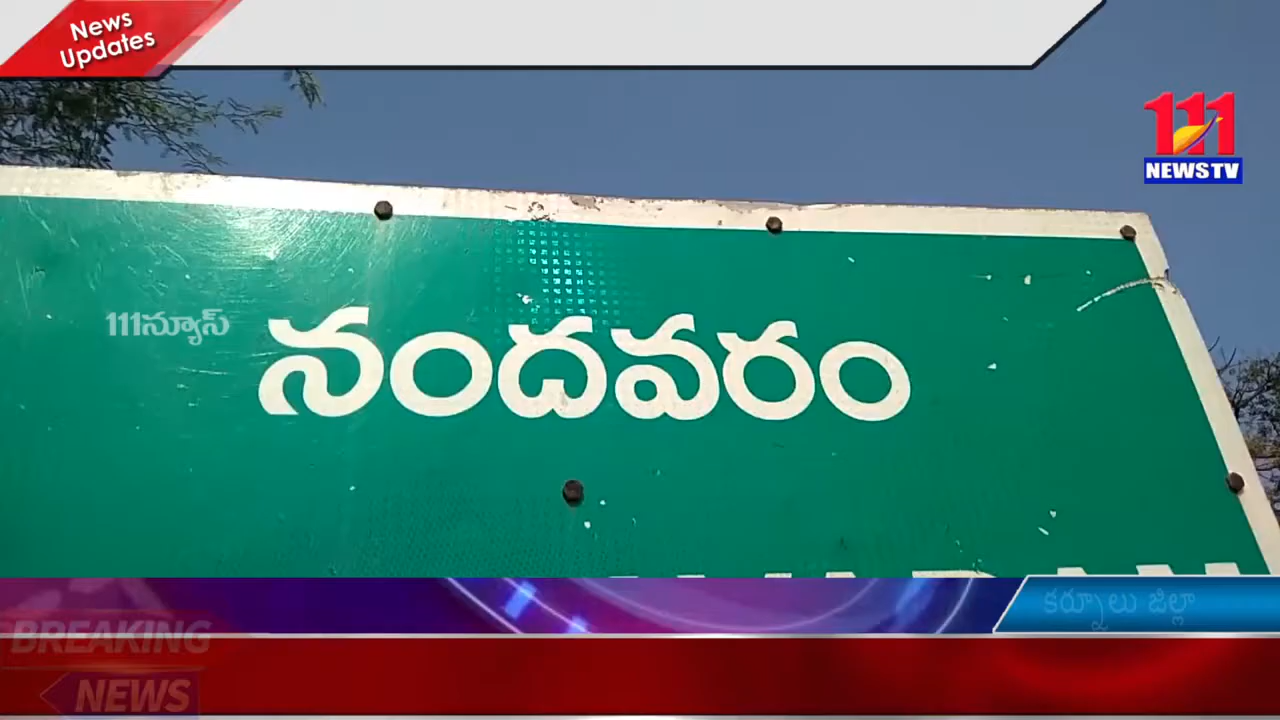 News
Updates
111
NEWSTV
111న్యూస్
నందవరం
కర్నూలు జిల్లా
BREAKING
NEWS